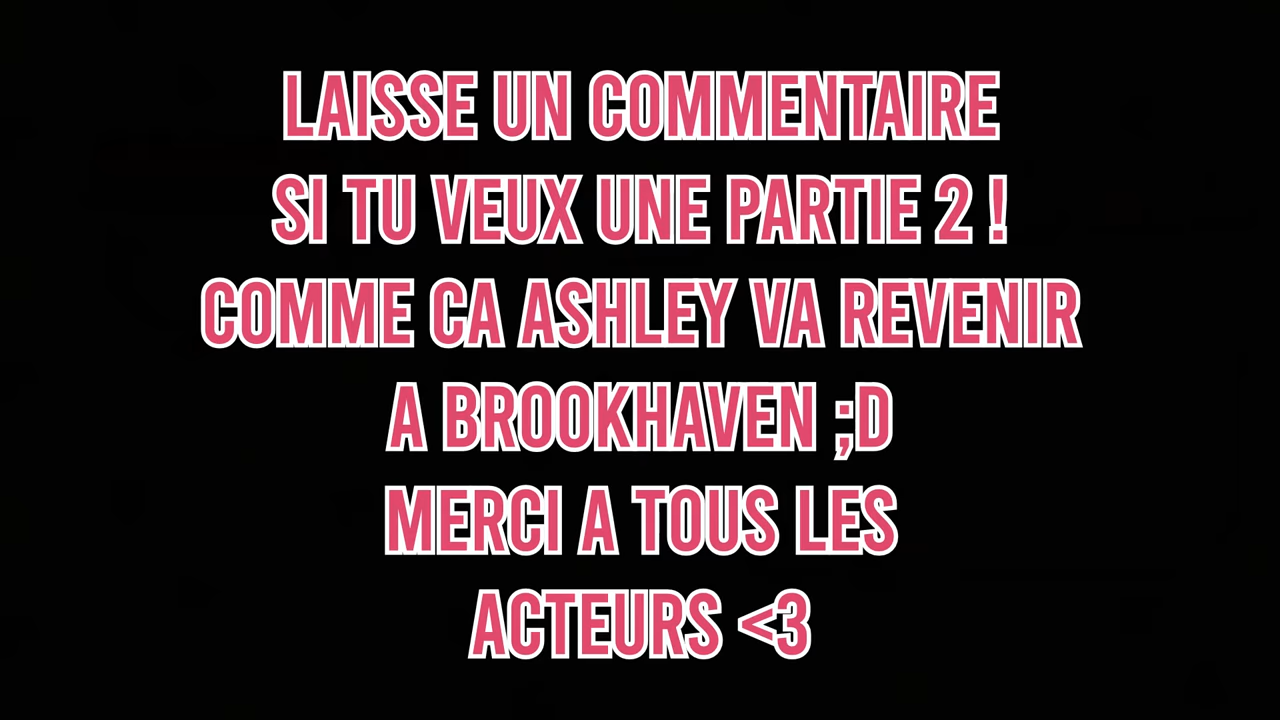 LAISSE UN COMMENTAIRE
SI TU VEUX UNE PARTIE 2 !
COMME CA ASHLEY VA REVENIR
A BROOKHAVEN ;D
MERCI A TOUS LES
ACTEURS <3